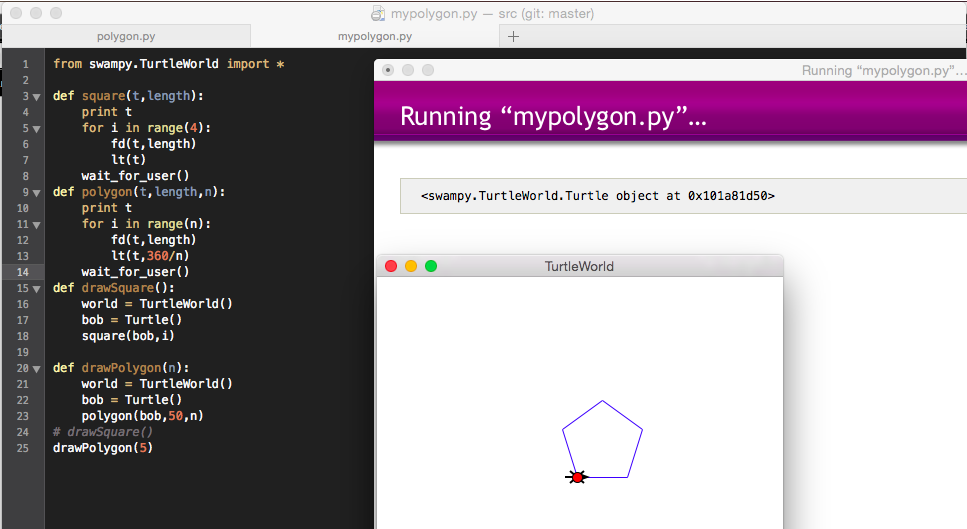 mypolygon.py — src (git: master)
polygon.py
mypolygon.py
+
1 from swampy.TurtleWorld import *
2
3 def square(t,length):
4     print t
5     for i in range(4):
6         fd(t,length)
7         lt(t)
8     wait_for_user()
9 def polygon(t,length,n):
10     print t
11     for i in range(n):
12         fd(t,length)
13         lt(t,360/n)
14     wait_for_user()
15 def drawSquare():
16     world = TurtleWorld()
17     bob = Turtle()
18     square(bob,i)
19
20 def drawPolygon(n):
21     world = TurtleWorld()
22     bob = Turtle()
23     polygon(bob,50,n)
24 # drawSquare()
25 drawPolygon(5)
Running “mypolygon.py”...
Running “mypolygon.py”...
<swampy.TurtleWorld.Turtle object at 0x101a81d50>
TurtleWorld